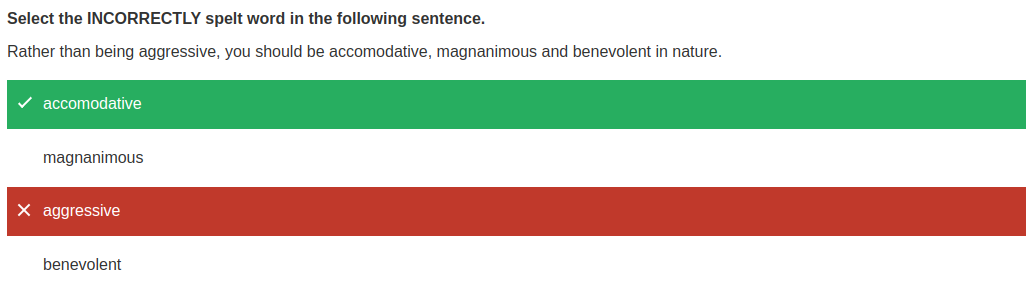 Select the INCORRECTLY spelt word in the following sentence.
Rather than being aggressive, you should be accomodative, magnanimous and benevolent in nature.
accomodative
magnanimous
aggressive
benevolent